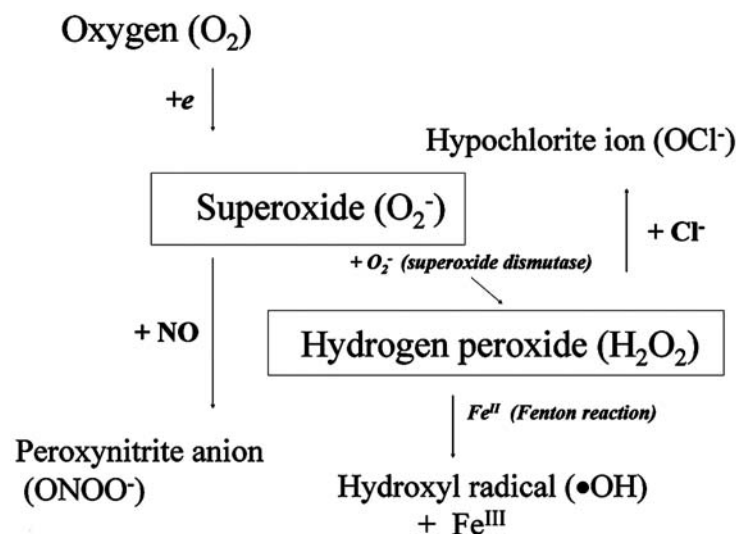 Oxygen (O₂)
+e
Hypochlorite ion (OCl⁻)
Superoxide (O₂⁻)
+ Cl⁻
+ O₂⁻ (superoxide dismutase)
+ NO
Hydrogen peroxide (H₂O₂)
Feᴵᴵ (Fenton reaction)
Peroxynitrite anion
(ONOO⁻)
Hydroxyl radical (●OH)
+ Feᴵᴵᴵ